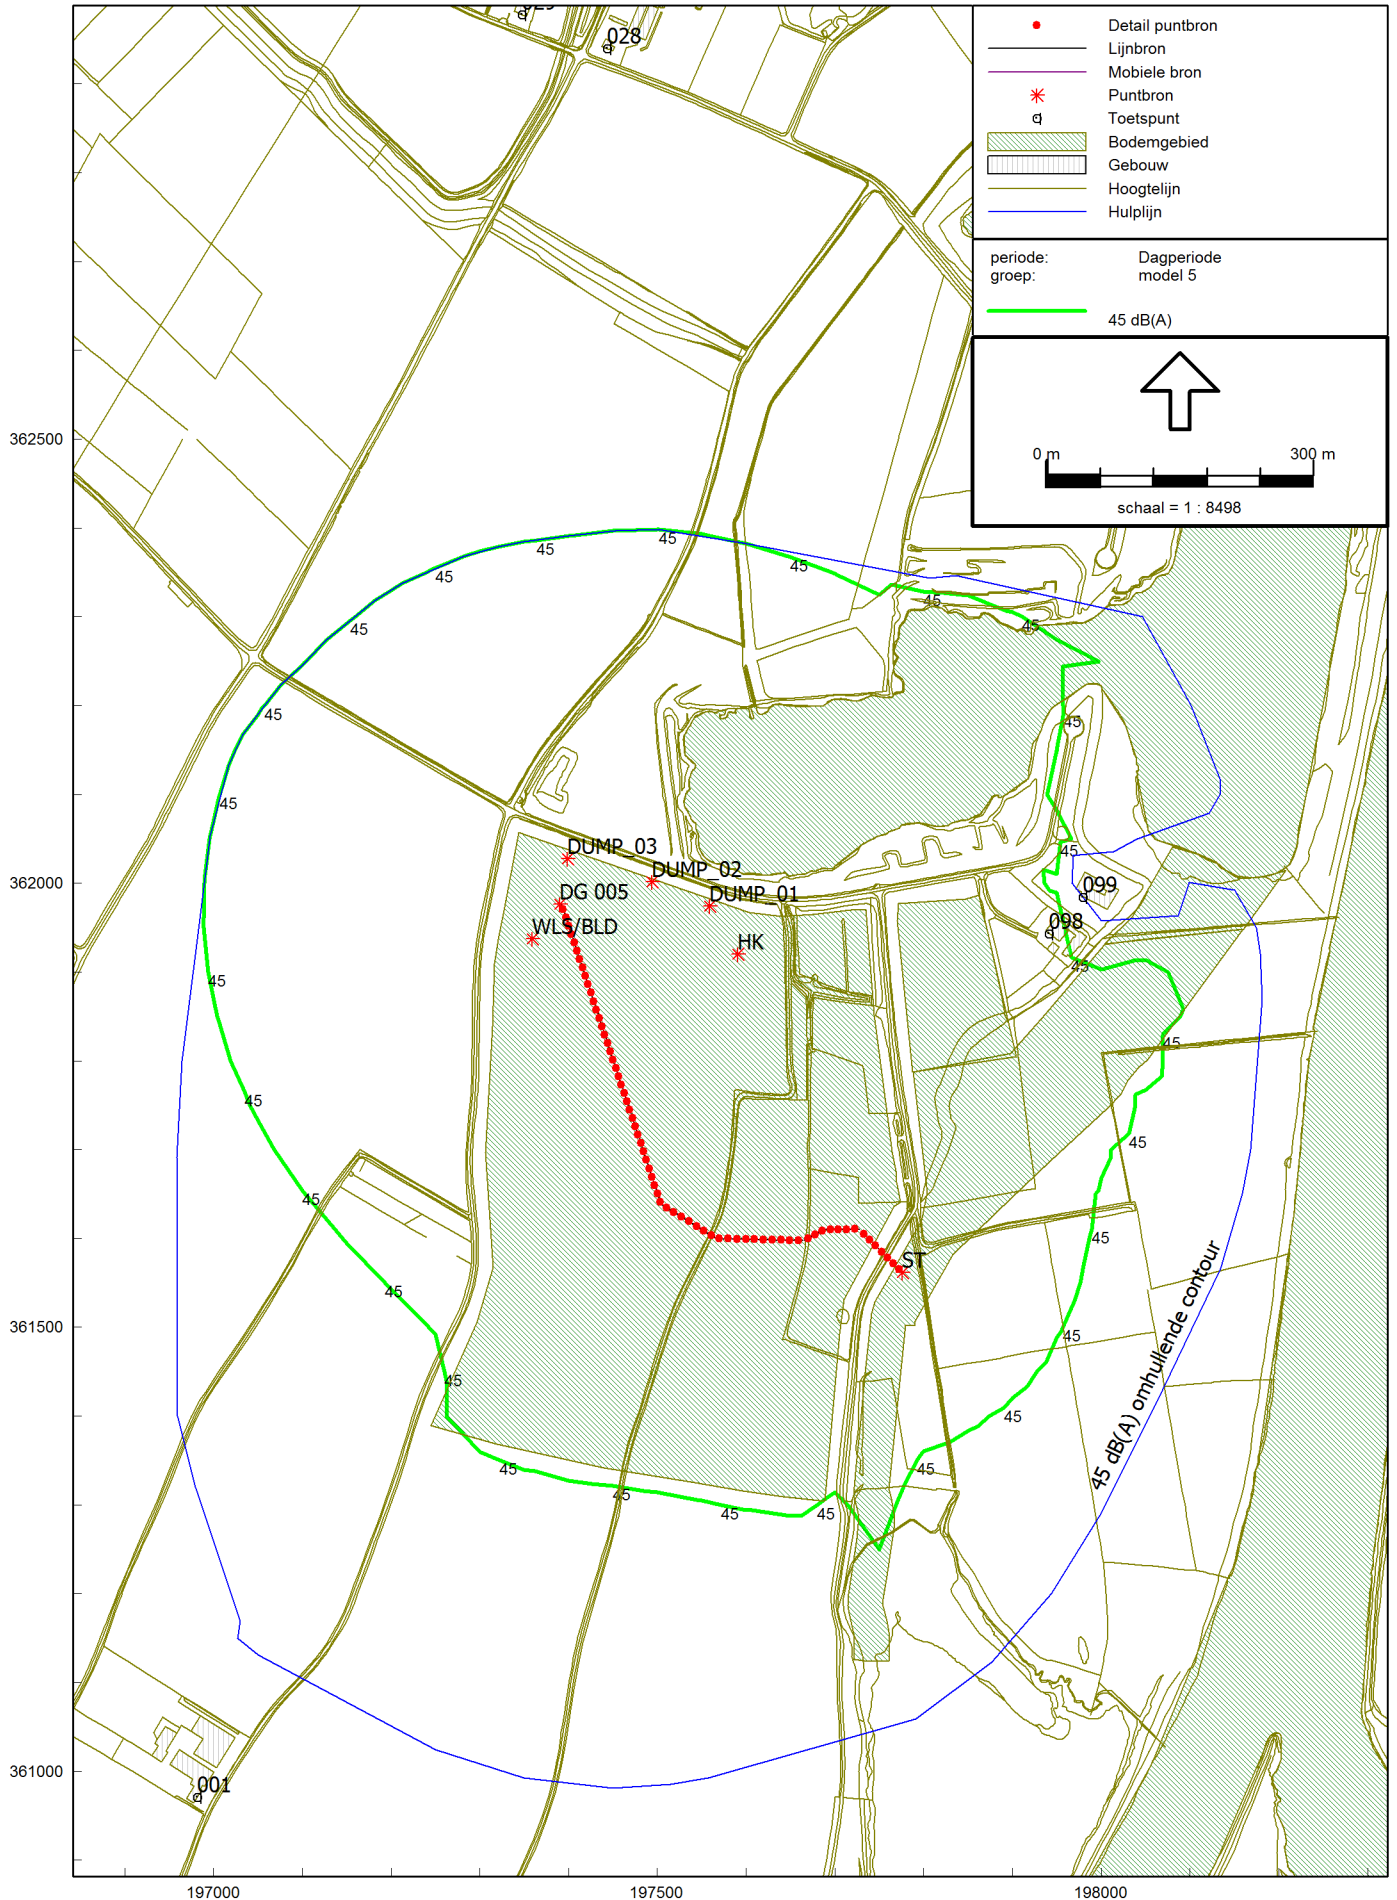 029
028
Detail puntbron
Lijnbron
Mobiele bron
Puntbron
Toetspunt
Bodemgebied
Gebouw
Hoogtelijn
Hulplijn
periode: Dagperiode
groep: model 5
45 dB(A)
0 m 300 m
schaal = 1 : 8498
362500
45
45
45
45
45
45
45
45
45
45
45
DUMP_03
DUMP_02
DUMP_01
DG 005
WLS/BLD
HK
362000
45
099
098
45
45
45
45
45
45
45
ST
45
45 dB(A) omhullende contour
361500
45
45
45
45
45
45
45
45
45
361000
001
197000
197500
198000